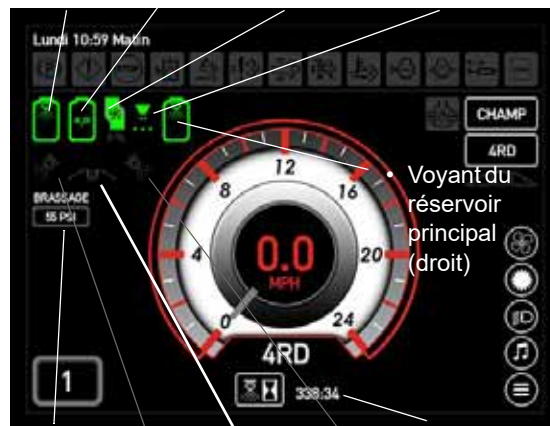 Lundi 10:59 Matin
CHAMP
4RD
BRASSAGE
55 PSI
0
4
8
12
16
20
24
0.0
MPH
4RD
338:34
1
• Voyant du
réservoir
principal
(droit)